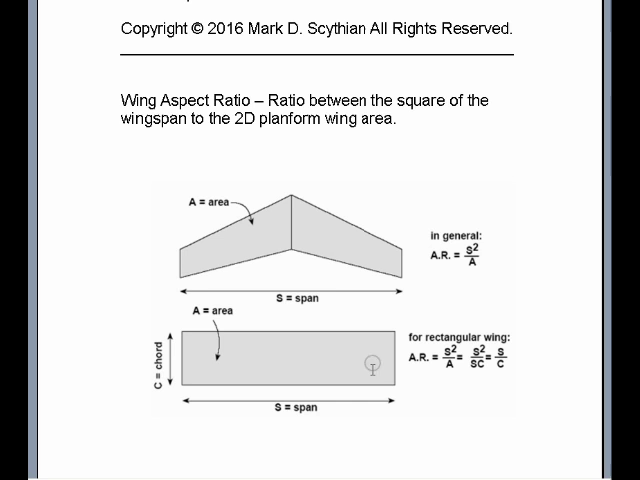 Copyright © 2016 Mark D. Scythian All Rights Reserved.
Wing Aspect Ratio – Ratio between the square of the
wingspan to the 2D planform wing area.
A = area
in general:
A.R. = S²/A
S = span
A = area
for rectangular wing:
A.R. = S²/A = S²/SC = S/C
C = chord
S = span